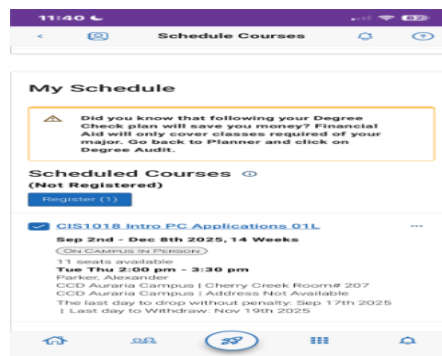 11:40
Schedule Courses
My Schedule
Did you know that following your Degree
Check plan will save you money? Financial
Aid will only cover classes required of your
major. Go back to Planner and click on
Degree Audit.
Scheduled Courses
(Not Registered)
Register (1)
CIS1018 Intro PC Applications 01L
Sep 2nd - Dec 8th 2025, 14 Weeks
On Campus In Person
11 seats available
Tue Thu 2:00 pm - 3:30 pm
Parker, Alexander
CCD Auraria Campus | Cherry Creek Room# 207
CCD Auraria Campus | Address Not Available
The last day to drop without penalty: Sep 17th 2025
| Last day to Withdraw: Nov 19th 2025